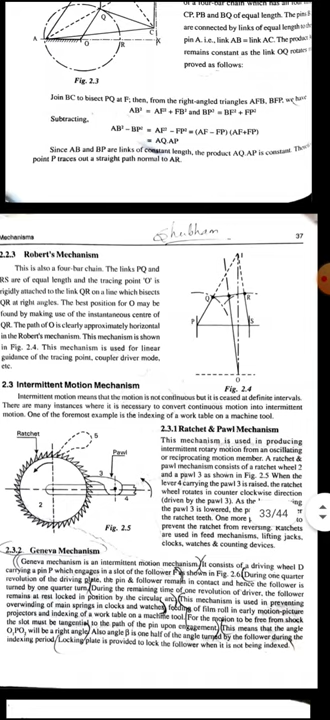 A
O
R
C
Q
Fig. 2.3
of a four-bar chain which has all four
CP, PB and BQ of equal length. The pins
are connected by links of equal length to the
pin A. i.e., link AB = link AC. The product
remains constant as the link OQ rotates
proved as follows:
Join BC to bisect PQ at F; then, from the right-angled triangles AFB, BFP, we have
AB² = AF² + FB² and BP² = BF² + FP²
Subtracting,
AB² – BP² = AF² – FP² = (AF – FP) (AF+FP)
= AQ.AP
Since AB and BP are links of constant length, the product AQ.AP is constant.
point P traces out a straight path normal to AR.
Mechanisms
Shubham
37
2.2.3 Robert's Mechanism
This is also a four-bar chain. The links PQ and
RS are of equal length and the tracing point 'O' is
rigidly attached to the link QR on a line which bisects
QR at right angles. The best position for O may be
found by making use of the instantaneous centre of
QR. The path of O is clearly approximately horizontal
in the Robert's mechanism. This mechanism is shown
in Fig. 2.4. This mechanism is used for linear
guidance of the tracing point, coupler driver mode,
etc.
I
Q
R
P
S
O
Fig. 2.4
2.3 Intermittent Motion Mechanism
Intermittent motion means that the motion is not continuous but it is ceased at definite intervals.
There are many instances where it is necessary to convert continuous motion into intermittent
motion. One of the foremost example is the indexing of a work table on a machine tool.
Ratchet
Pawl
5
3
4
2
Fig. 2.5
2.3.1 Ratchet & Pawl Mechanism
This mechanism is used in producing
intermittent rotary motion from an oscillating
or reciprocating motion member. A ratchet &
pawl mechanism consists of a ratchet wheel 2
and a pawl 3 as shown in Fig. 2.5 When the
lever 4 carrying the pawl 3 is raised. the ratchet
wheel rotates in counter clockwise direction
(driven by the pawl 3). As the
the pawl 3 is lowered, the
33/44
the ratchet teeth. One more
to
prevent the ratchet from reversing. Ratchets
are used in feed mechanisms, lifting jacks,
clocks, watches & counting devices.
2.3.2 Geneva Mechanism
Geneva mechanism is an intermittent motion mechanism. It consists of a driving wheel D
carrying a pin P which engages in a slot of the follower F as shown in Fig. 2.6 During one quarter
revolution of the driving plate, the pin & follower remain in contact and hence the follower is
turned by one quarter turn. During the remaining time of one revolution of driver, the follower
remains at rest locked in position by the circular arc. This mechanism is used in preventing
overwinding of main springs in clocks and watches, feeding of film roll in early motion-picture
projectors and indexing of a work table on a machine tool. For the motion to be free from shock
the slot must be tangential to the path of the pin upon engagement. This means that the angle
O₁PO₂ will be a right angle. Also angle β is one half of the angle turned by the follower during the
indexing period. Locking plate is provided to lock the follower when it is not being indexed.